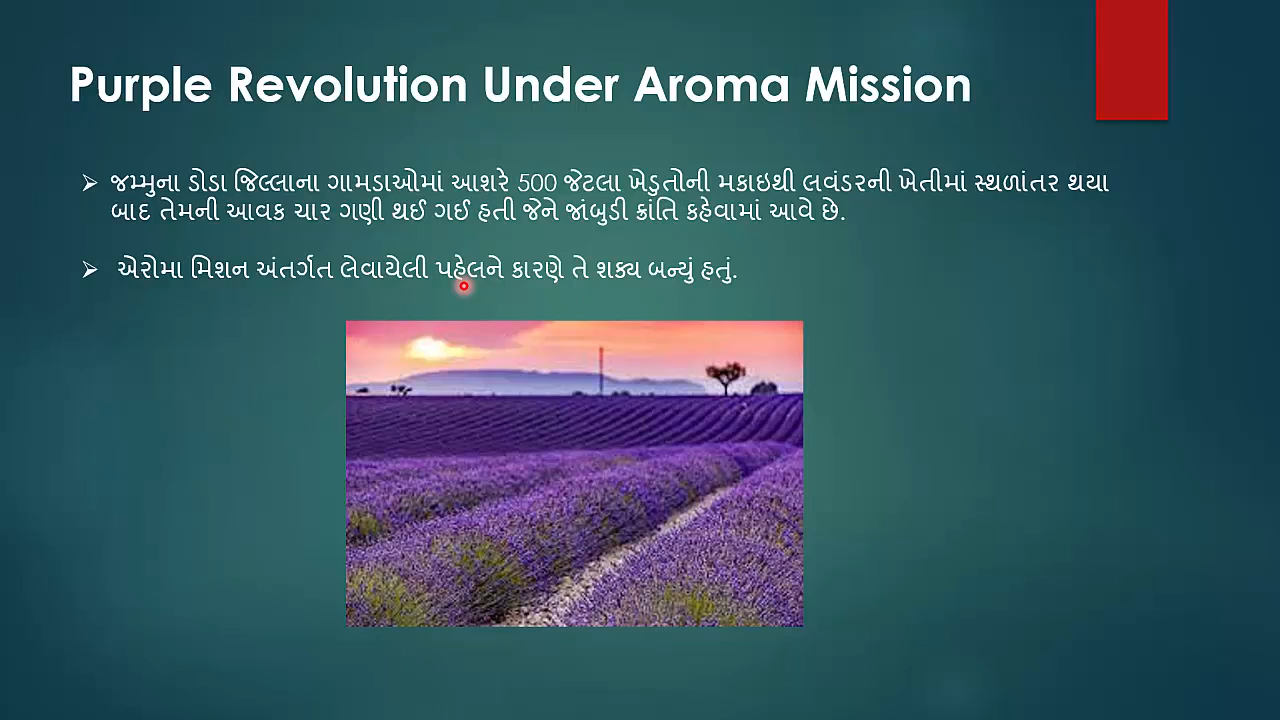 Purple Revolution Under Aroma Mission
જમ્મુના ડોડા જિલ્લાના ગામડાઓમાં આશરે 500 જેટલા ખેડુતોની મકાઇથી લવંડરની ખેતીમાં સ્થળાંતર થયા
બાદ તેમની આવક ચાર ગણી થઈ ગઈ હતી જેને જાંબુડી ક્રાંતિ કહેવામાં આવે છે.
એરોમા મિશન અંતર્ગત લેવાયેલી પહેલને કારણે તે શક્ય બન્યું હતું.